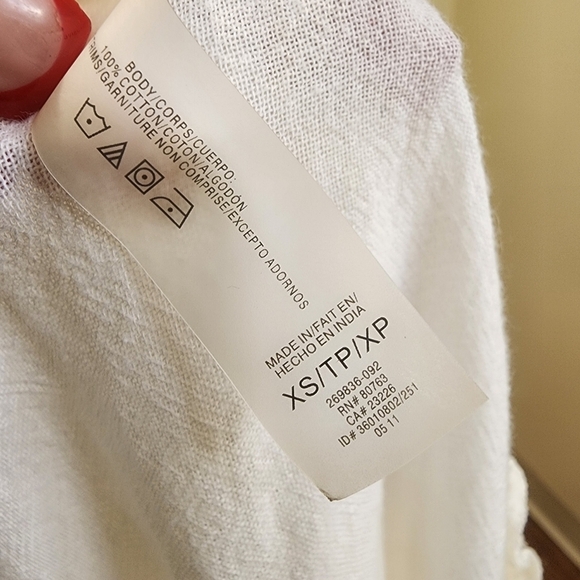 BODY/CORPS/CUERPO:
100% COTTON/COTON/ALGODÓN
/GARNITURE NON COMPRISE/EXCEPTO ADORNOS
MADE IN/FAIT EN/
HECHO EN INDIA
XS/TP/XP
269836-092
RN# 80763
CA# 23226
ID# 36010802/251
05 11